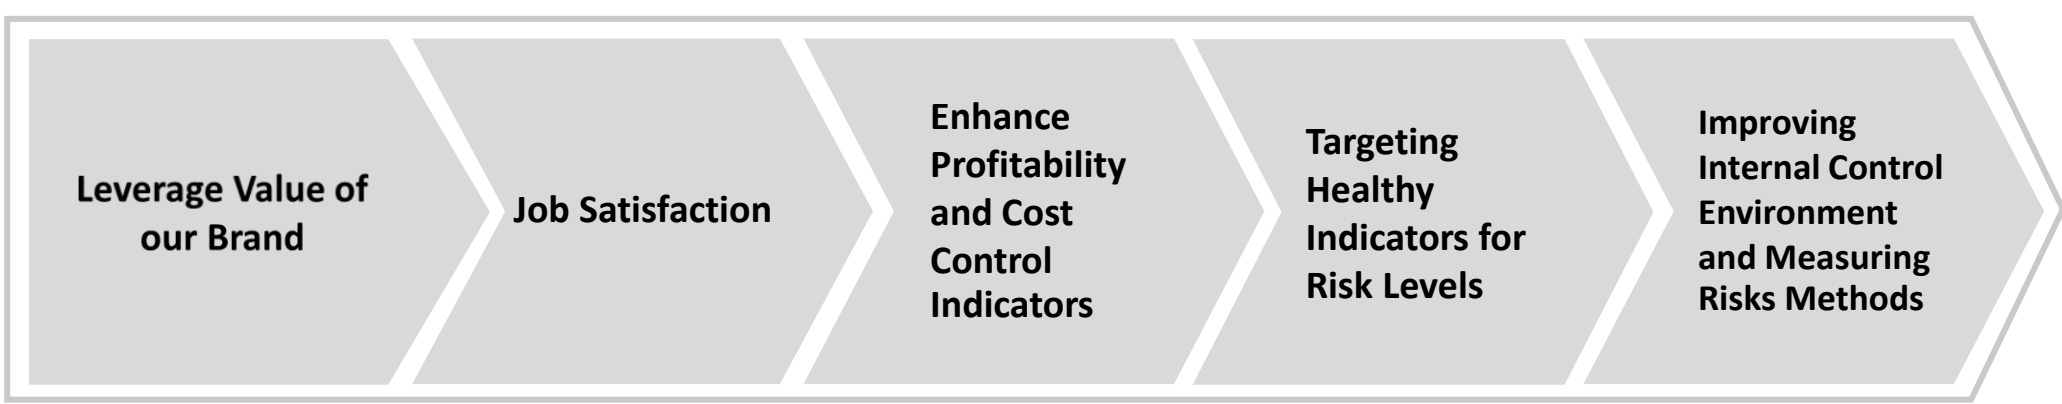 Leverage Value of
our Brand
Job Satisfaction
Enhance
Profitability
and Cost
Control
Indicators
Targeting
Healthy
Indicators for
Risk Levels
Improving
Internal Control
Environment
and Measuring
Risks Methods